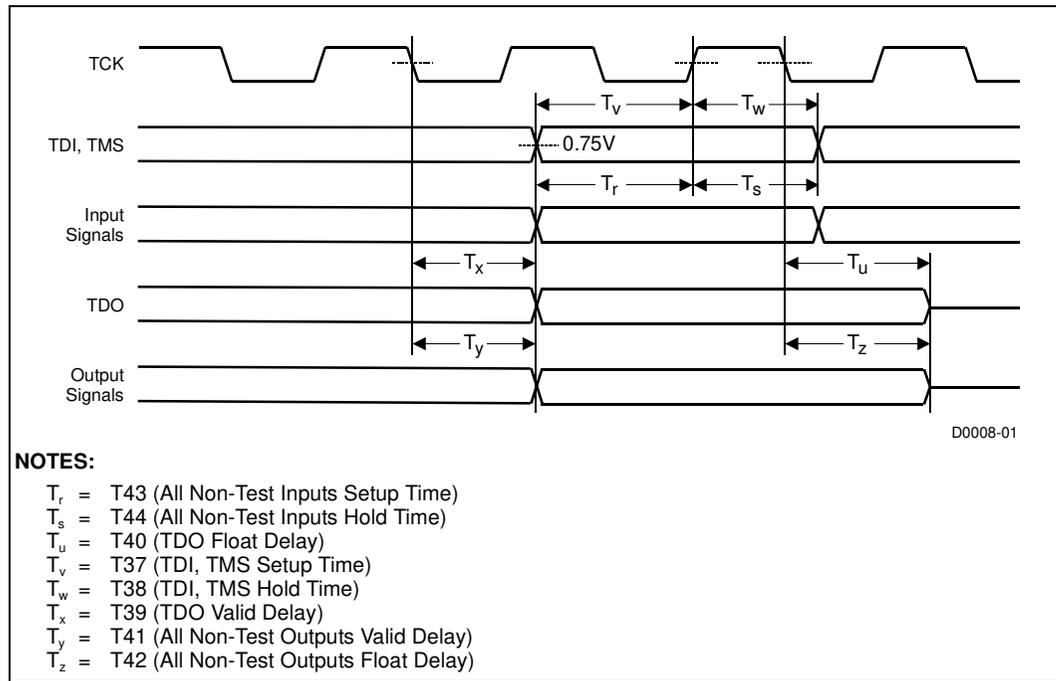 TCK
Tv Tw
TDI, TMS
0.75V
Tr Ts
Input
Signals
Tx Tu
TDO
Ty Tz
Output
Signals
D0008-01
NOTES:
Tr = T43 (All Non-Test Inputs Setup Time)
Ts = T44 (All Non-Test Inputs Hold Time)
Tu = T40 (TDO Float Delay)
Tv = T37 (TDI, TMS Setup Time)
Tw = T38 (TDI, TMS Hold Time)
Tx = T39 (TDO Valid Delay)
Ty = T41 (All Non-Test Outputs Valid Delay)
Tz = T42 (All Non-Test Outputs Float Delay)